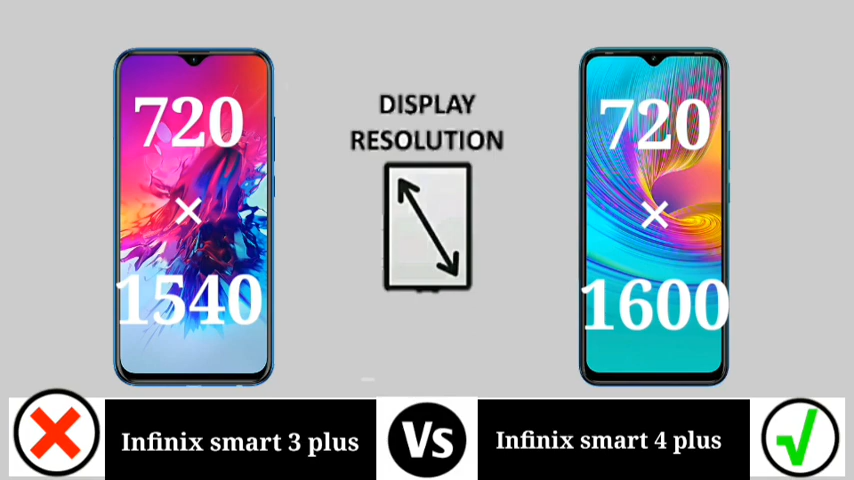 720
×
1540
DISPLAY
RESOLUTION
720
×
1600
Infinix smart 3 plus
Vs
Infinix smart 4 plus